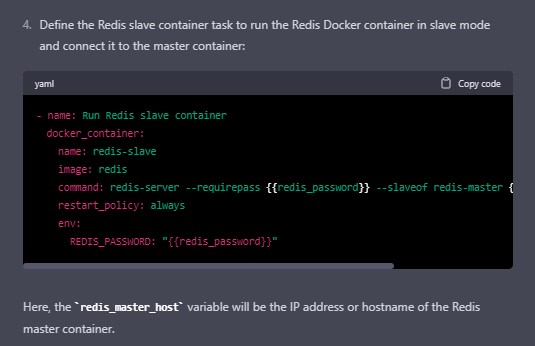 4. Define the Redis slave container task to run the Redis Docker container in slave mode
and connect it to the master container:
yaml
Copy code
- name: Run Redis slave container
docker_container:
name: redis-slave
image: redis
command: redis-server --requirepass {{redis_password}} --slaveof redis-master {
restart_policy: always
env:
REDIS_PASSWORD: "{{redis_password}}"
Here, the `redis_master_host` variable will be the IP address or hostname of the Redis
master container.